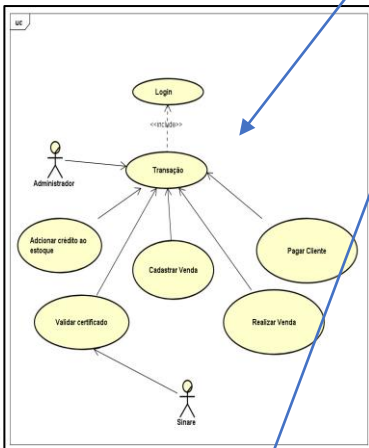 uc
Login
<<include>>
Administrador
Transação
Adcionar crédito ao
estoque
Cadastrar Venda
Pagar Cliente
Validar certificado
Realizar Venda
Sinare